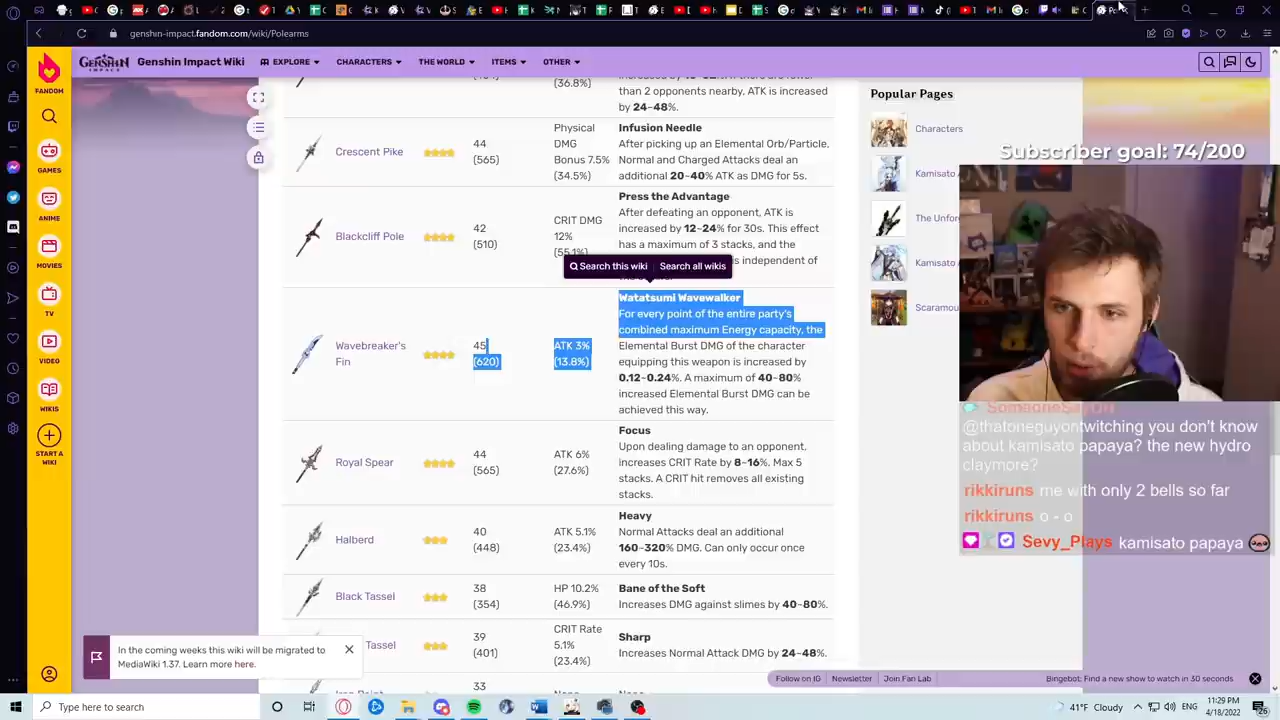 genshin-impact.fandom.com/wiki/Polearms
FANDOM
GAMES
ANIME
MOVIES
TV
VIDEO
WIKIS
START A
WIKI
GENSHIN
IMPACT
Genshin Impact Wiki
EXPLORE
CHARACTERS
THE WORLD
ITEMS
OTHER
(36.8%)
than 2 opponents nearby, ATK is increased
by 24~48%.
Crescent Pike
44
(565)
Physical
DMG
Bonus 7.5%
(34.5%)
Infusion Needle
After picking up an Elemental Orb/Particle,
Normal and Charged Attacks deal an
additional 20~40% ATK as DMG for 5s.
Blackcliff Pole
42
(510)
CRIT DMG
12%
(55.1%)
Press the Advantage
After defeating an opponent, ATK is
increased by 12~24% for 30s. This effect
has a maximum of 3 stacks, and the
is independent of
Search this wiki
Search all wikis
Wavebreaker's
Fin
45
(620)
ATK 3%
(13.8%)
Watatsumi Wavewalker
For every point of the entire party's
combined maximum Energy capacity, the
Elemental Burst DMG of the character
equipping this weapon is increased by
0.12~0.24%. A maximum of 40~80%
increased Elemental Burst DMG can be
achieved this way.
Royal Spear
44
(565)
ATK 6%
(27.6%)
Focus
Upon dealing damage to an opponent,
increases CRIT Rate by 8~16%. Max 5
stacks. A CRIT hit removes all existing
stacks.
Halberd
40
(448)
ATK 5.1%
(23.4%)
Heavy
Normal Attacks deal an additional
160~320% DMG. Can only occur once
every 10s.
Black Tassel
38
(354)
HP 10.2%
(46.9%)
Bane of the Soft
Increases DMG against slimes by 40~80%.
Tassel
39
(401)
CRIT Rate
5.1%
(23.4%)
Sharp
Increases Normal Attack DMG by 24~48%.
33
In the coming weeks this wiki will be migrated to
MediaWiki 1.37. Learn more here.
Popular Pages
Characters
Kamisato
The Unforg
Kamisato
Scaramou
Subscriber goal: 74/200
SomeoneSayUri
@thatoneguyontwitching you don't know
about kamisato papaya? the new hydro
claymore?
rikkiruns me with only 2 bells so far
rikkiruns o - o
Sevy_Plays kamisato papaya
Follow on IG
Newsletter
Join Fan Lab
Bingebot: Find a new show to watch in 30 seconds
Type here to search
41°F Cloudy
ENG
11:29 PM
4/18/2022
26